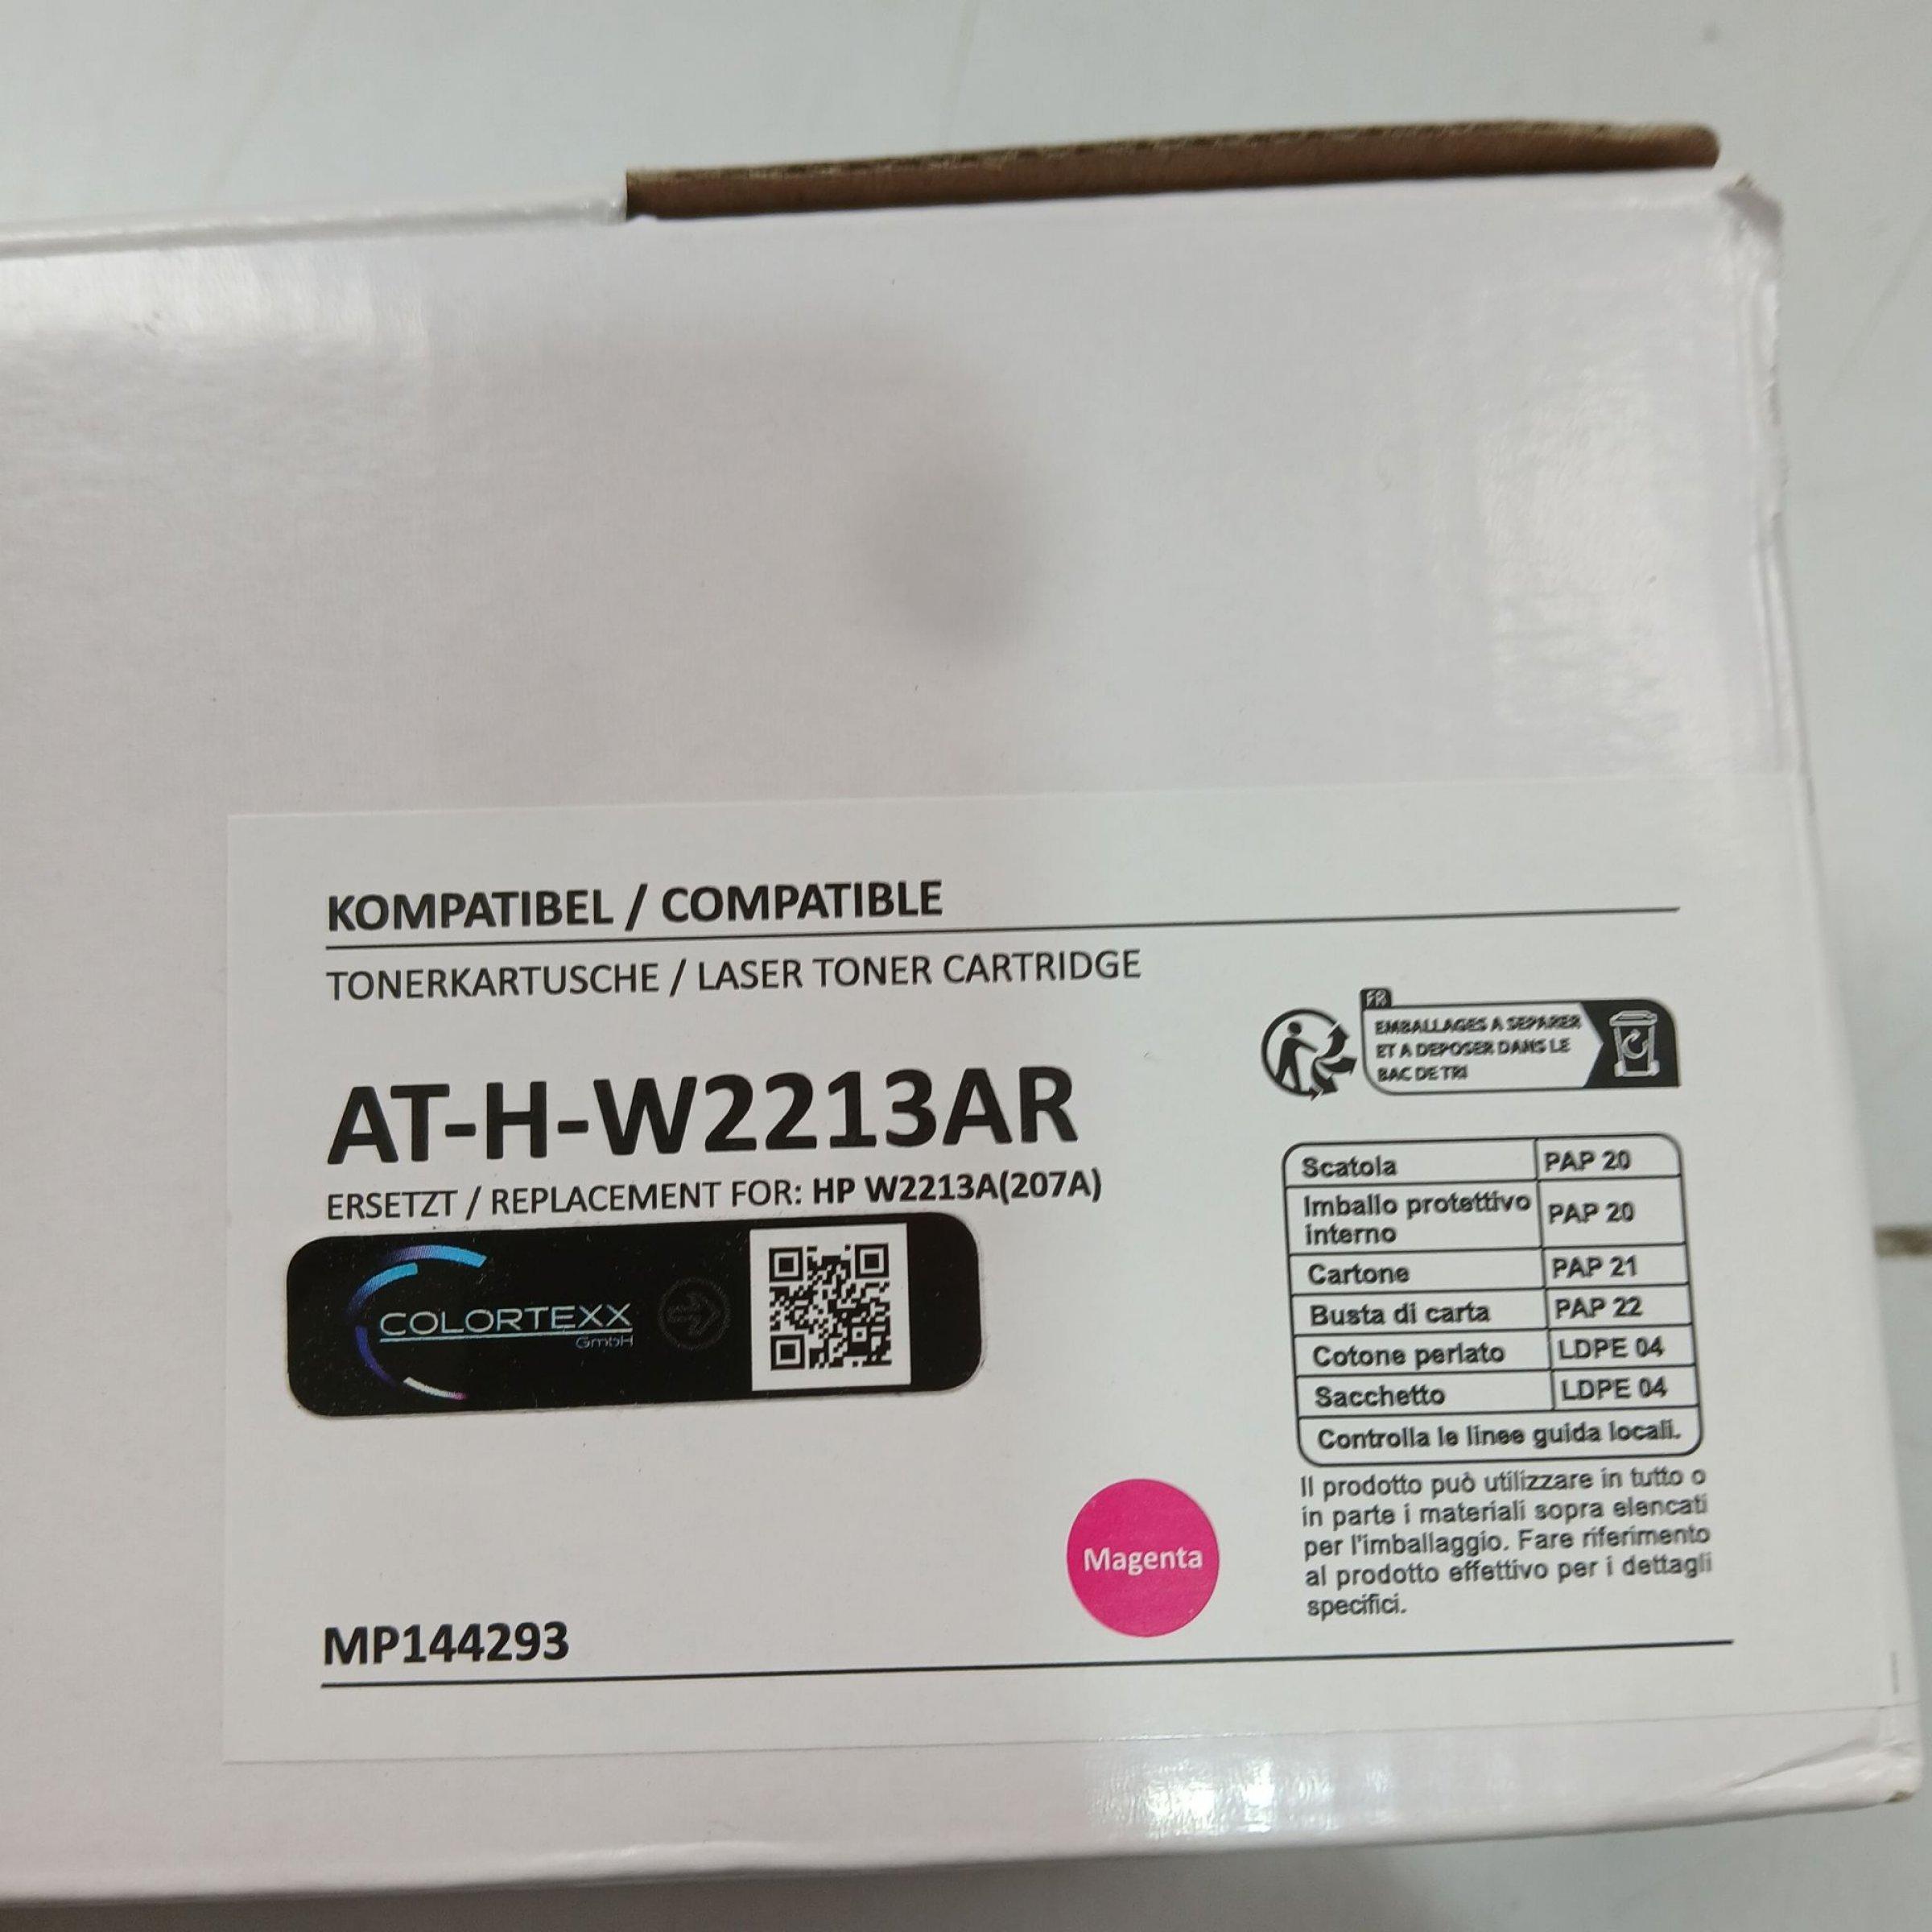 KOMPATIBEL / COMPATIBLE
TONERKARTUSCHE / LASER TONER CARTRIDGE
AT-H-W2213AR
ERSETZT / REPLACEMENT FOR: HP W2213A(207A)
COLORTEXX
GmbH
Magenta
MP144293
FR
EMBALLAGES A SEPARER
ET A DEPOSER DANS LE
BAC DE TRI
Scatola PAP 20
Imballo protettivo
interno PAP 20
Cartone PAP 21
Busta di carta PAP 22
Cotone perlato LDPE 04
Sacchetto LDPE 04
Controlla le linee guida locali.
Il prodotto può utilizzare in tutto o
in parte i materiali sopra elencati
per l'imballaggio. Fare riferimento
al prodotto effettivo per i dettagli
specifici.